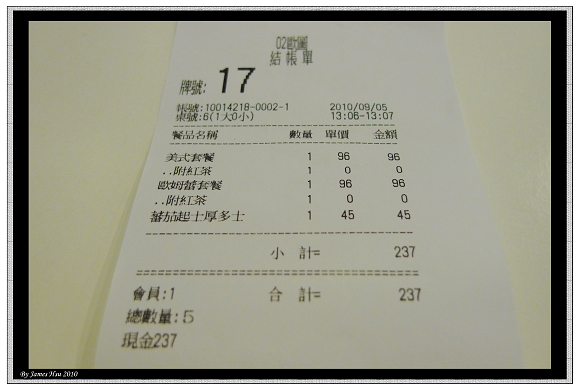 02歐圖
結帳單
牌號: 17
帳號:10014218-0002-1 2010/09/05
桌號:6(1大0小) 13:06-13:07
餐品名稱 數量 單價 金額
美式套餐 1 96 96
..附紅茶 1 0 0
歐姆蕾套餐 1 96 96
..附紅茶 1 0 0
蕃茄起士厚多士 1 45 45
小 計= 237
會員:1 合 計= 237
總數量:5
現金237
By James Hsu 2010